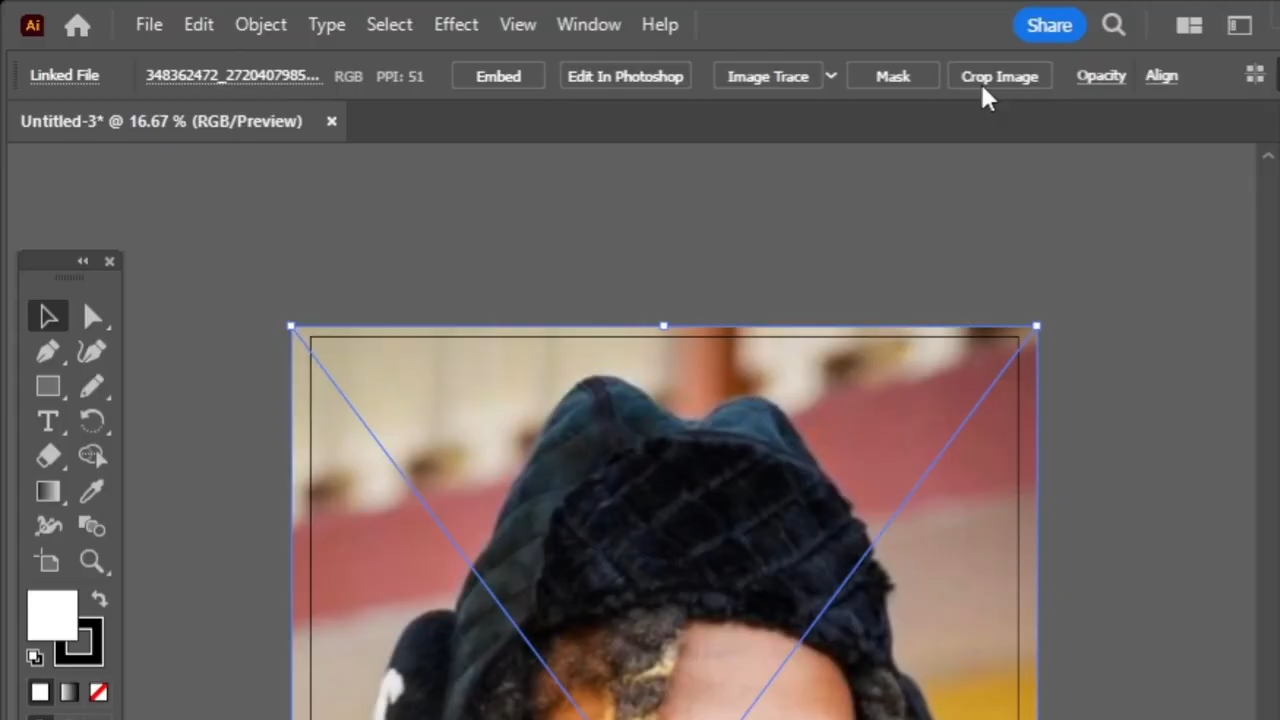 Ai File Edit Object Type Select Effect View Window Help Share
Linked File 348362472_2720407985... RGB PPI: 51 Embed Edit In Photoshop Image Trace Mask Crop Image Opacity Align
Untitled-3* @ 16.67 % (RGB/Preview)